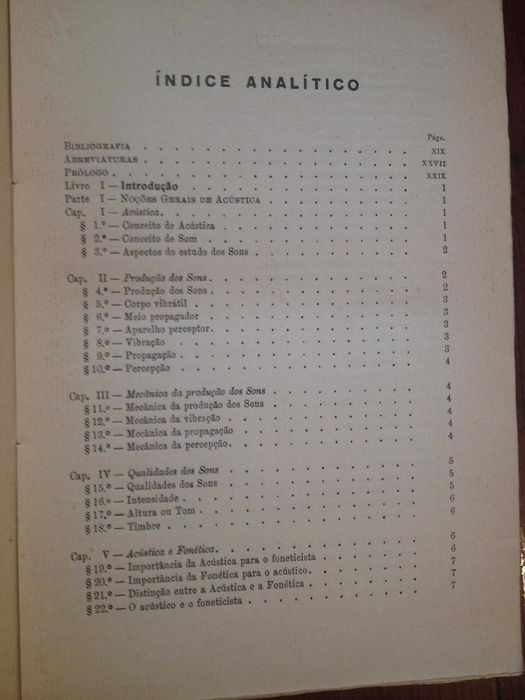 ÍNDICE ANALÍTICO
Págs.
BIBLIOGRAFIA . . . . . . . . . . XIX
ABREVIATURAS . . . . . . . . . . XXVII
PRÓLOGO . . . . . . . . . . XXIX
Livro I — Introdução . . . . . . . . . . 1
Parte I — NOÇÕES GERAIS DE ACÚSTICA . . . . . . . . . . 1
Cap. I — Acústica . . . . . . . . . . 1
§ 1.º — Conceito de Acústica . . . . . . . . . . 1
§ 2.º — Conceito de Som . . . . . . . . . . 1
§ 3.º — Aspectos do estudo dos Sons . . . . . . . . . . 2
Cap. II — Produção dos Sons . . . . . . . . . . 2
§ 4.º — Produção dos Sons . . . . . . . . . . 2
§ 5.º — Corpo vibrátil . . . . . . . . . . 3
§ 6.º — Meio propagador . . . . . . . . . . 3
§ 7.º — Aparelho perceptor . . . . . . . . . . 3
§ 8.º — Vibração . . . . . . . . . . 3
§ 9.º — Propagação . . . . . . . . . . 3
§ 10.º — Percepção . . . . . . . . . . 4
Cap. III — Mecânica da produção dos Sons . . . . . . . . . . 4
§ 11.º — Mecânica da produção dos Sons . . . . . . . . . . 4
§ 12.º — Mecânica da vibração . . . . . . . . . . 4
§ 13.º — Mecânica da propagação . . . . . . . . . . 4
§ 14.º — Mecânica da percepção . . . . . . . . . . 4
Cap. IV — Qualidades dos Sons . . . . . . . . . . 5
§ 15.º — Qualidades dos Sons . . . . . . . . . . 5
§ 16.º — Intensidade . . . . . . . . . . 5
§ 17.º — Altura ou Tom . . . . . . . . . . 6
§ 18.º — Timbre . . . . . . . . . . 6
Cap. V — Acústica e Fonética . . . . . . . . . . 6
§ 19.º — Importância da Acústica para o foneticista . . . . . . . . . . 6
§ 20.º — Importância da Fonética para o acústico . . . . . . . . . . 7
§ 21.º — Distinção entre a Acústica e a Fonética . . . . . . . . . . 7
§ 22.º — O acústico e o foneticista . . . . . . . . . . 7